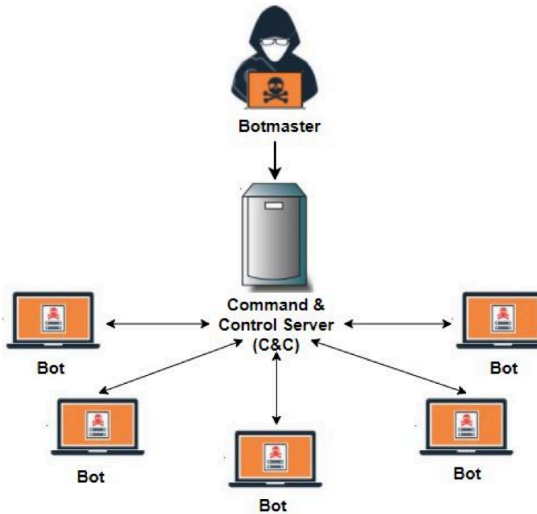 Botmaster
Command &
Control Server
(C&C)
Bot
Bot
Bot
Bot
Bot